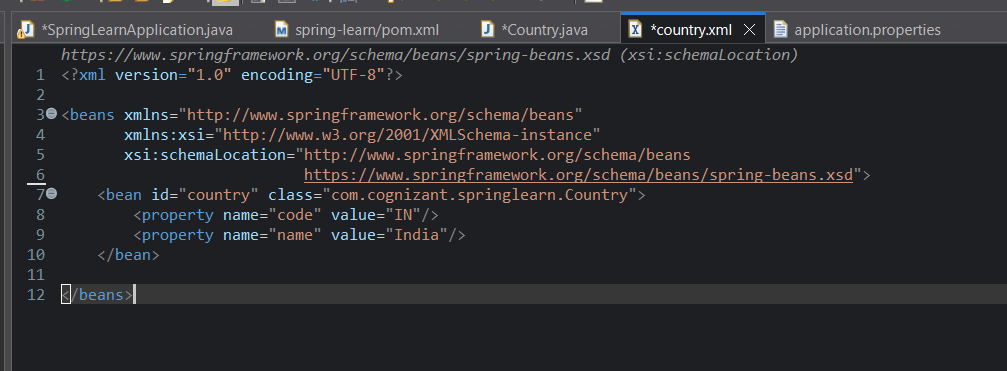 *SpringLearnApplication.java spring-learn/pom.xml *Country.java *country.xml application.properties
https://www.springframework.org/schema/beans/spring-beans.xsd (xsi:schemaLocation)
1 <?xml version="1.0" encoding="UTF-8"?>
2
3 <beans xmlns="http://www.springframework.org/schema/beans"
4 xmlns:xsi="http://www.w3.org/2001/XMLSchema-instance"
5 xsi:schemaLocation="http://www.springframework.org/schema/beans
6 https://www.springframework.org/schema/beans/spring-beans.xsd">
7 <bean id="country" class="com.cognizant.springlearn.Country">
8 <property name="code" value="IN"/>
9 <property name="name" value="India"/>
10 </bean>
11
12 </beans>